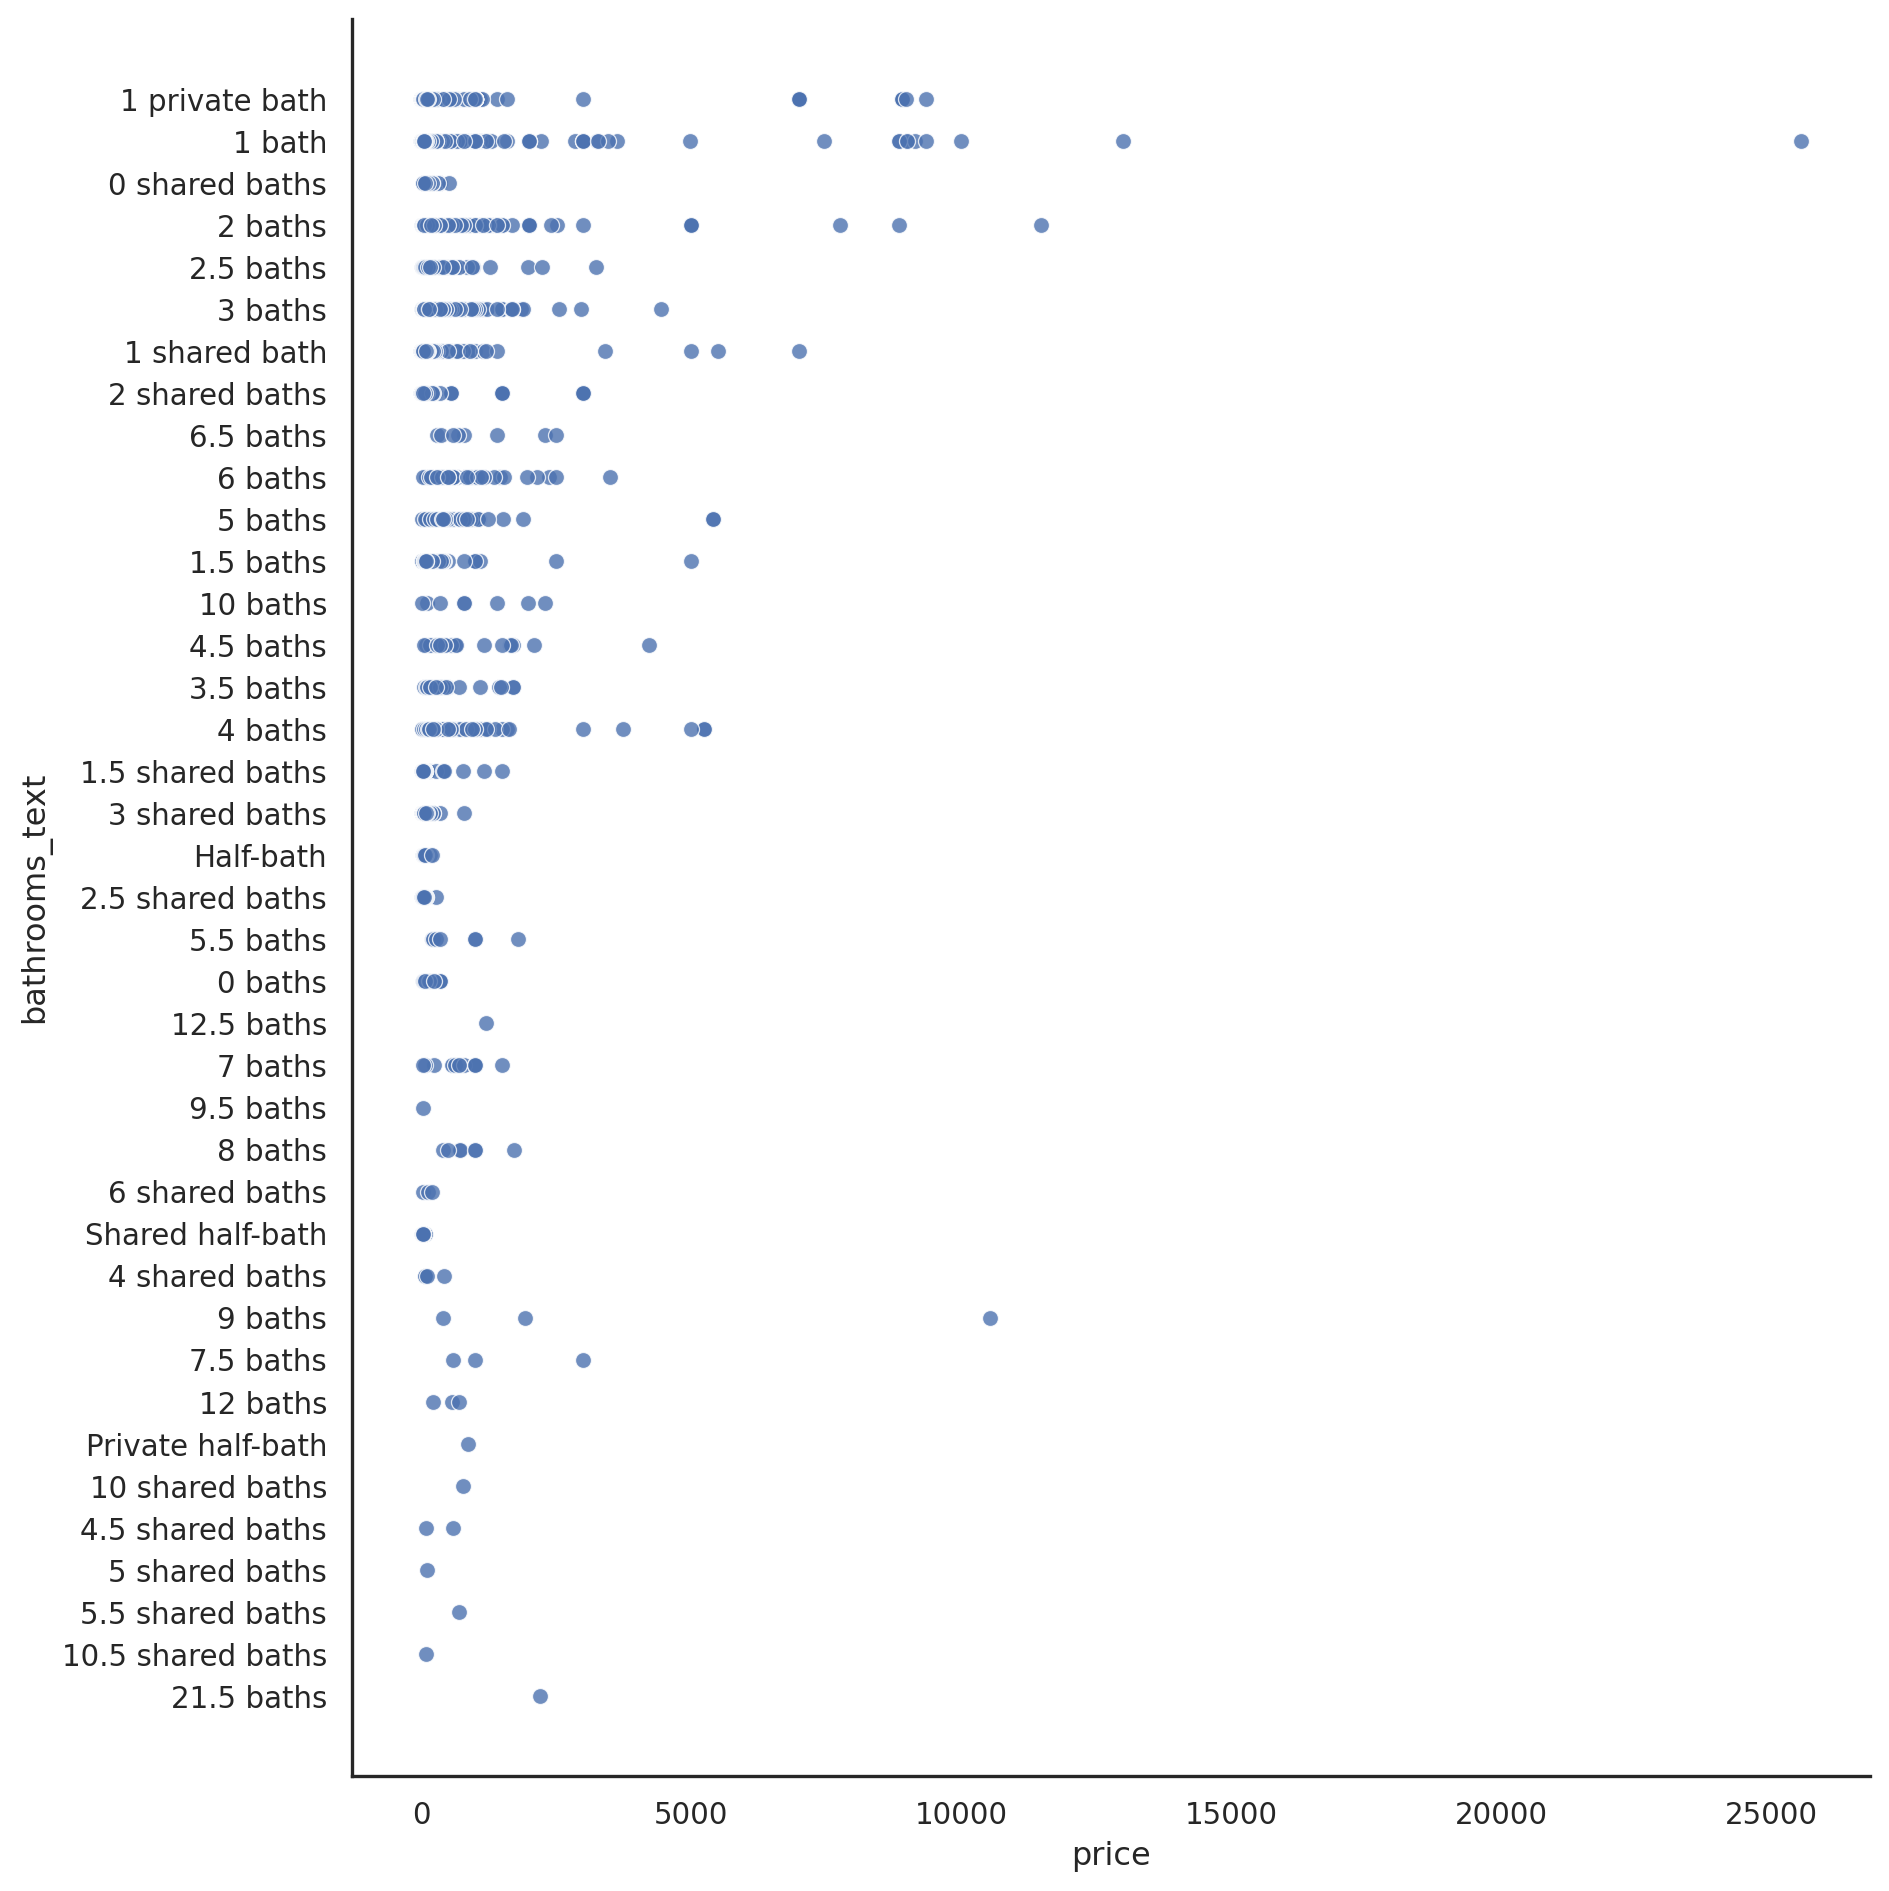 1 private bath
1 bath
0 shared baths
2 baths
2.5 baths
3 baths
1 shared bath
2 shared baths
6.5 baths
6 baths
5 baths
1.5 baths
10 baths
4.5 baths
3.5 baths
4 baths
1.5 shared baths
3 shared baths
Half-bath
2.5 shared baths
5.5 baths
0 baths
12.5 baths
7 baths
9.5 baths
8 baths
6 shared baths
Shared half-bath
4 shared baths
9 baths
7.5 baths
12 baths
Private half-bath
10 shared baths
4.5 shared baths
5 shared baths
5.5 shared baths
10.5 shared baths
21.5 baths
bathrooms_text
0 5000 10000 15000 20000 25000
price